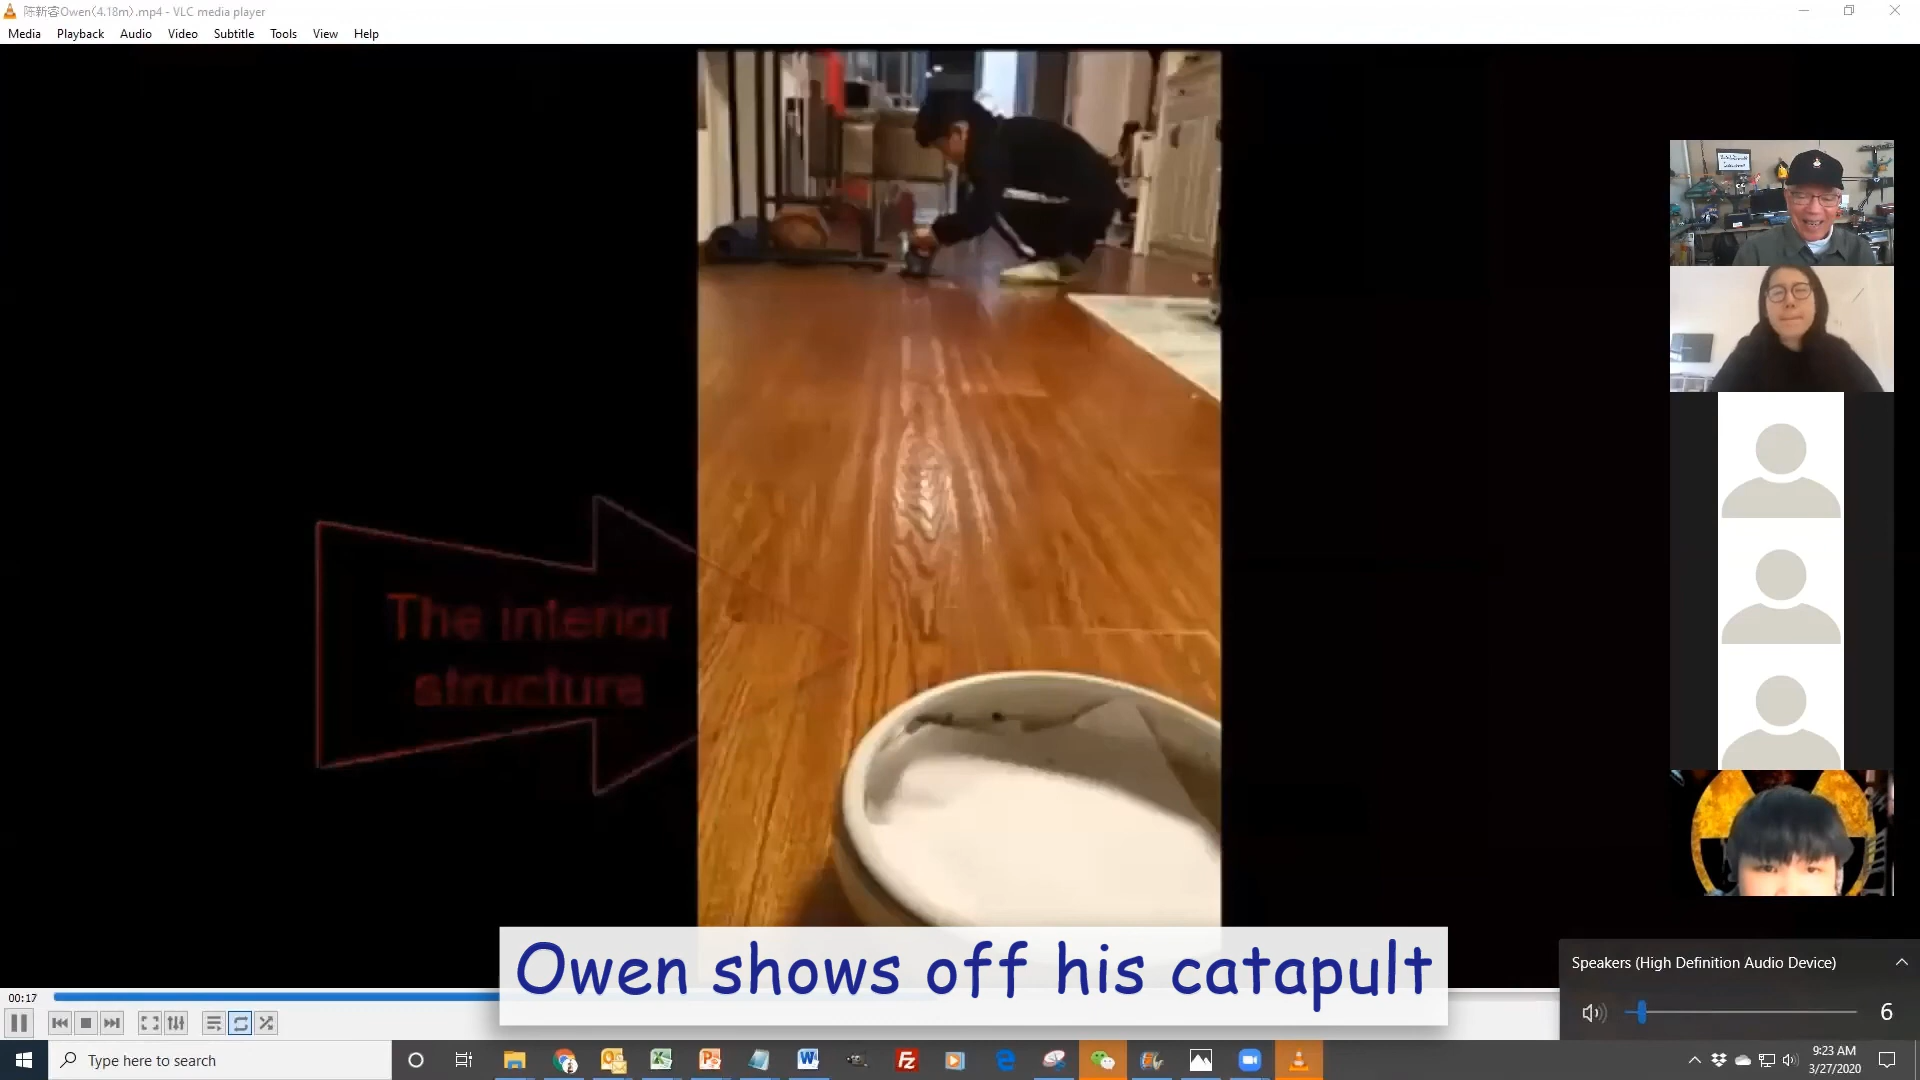 陈新容Owen(4.18m).mp4 - VLC media player
Media Playback Audio Video Subtitle Tools View Help
The interior
structure
Owen shows off his catapult
Speakers (High Definition Audio Device)
6
00:17
Type here to search
9:23 AM
3/27/2020